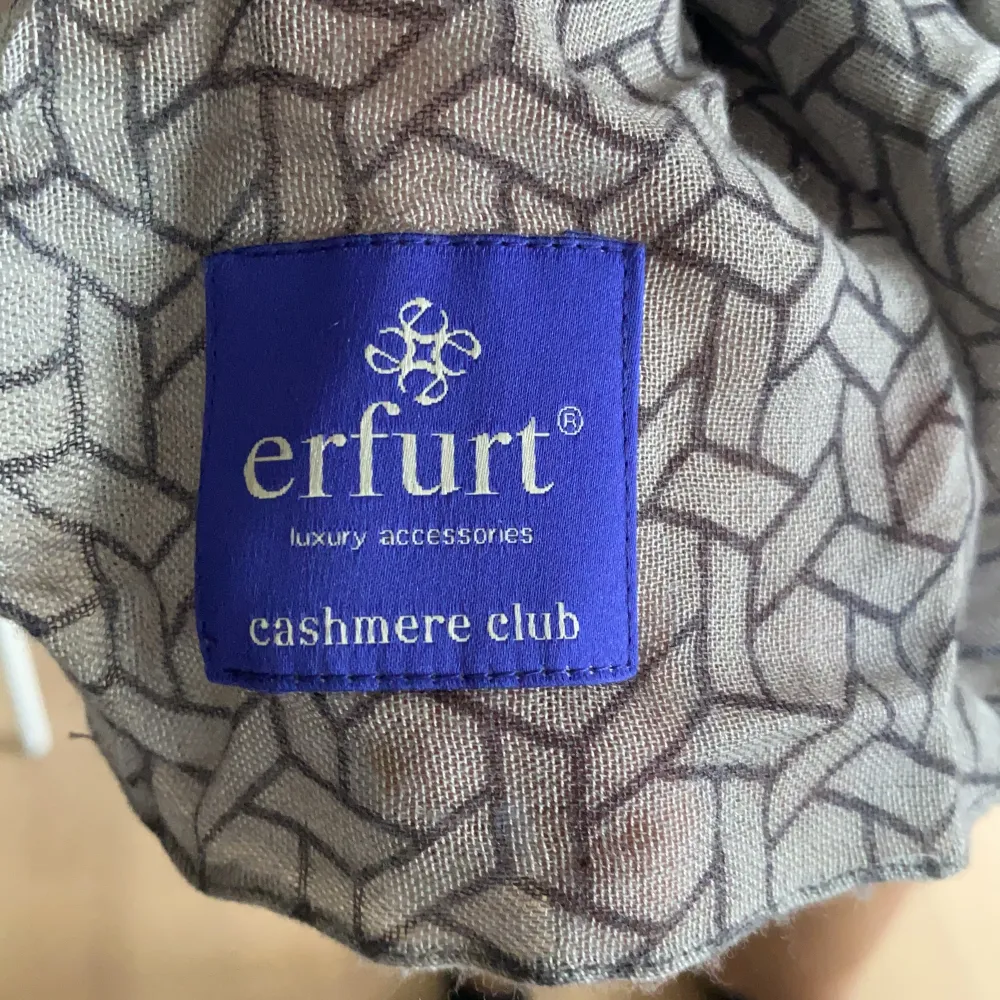 erfurt®
luxury accessories
cashmere club